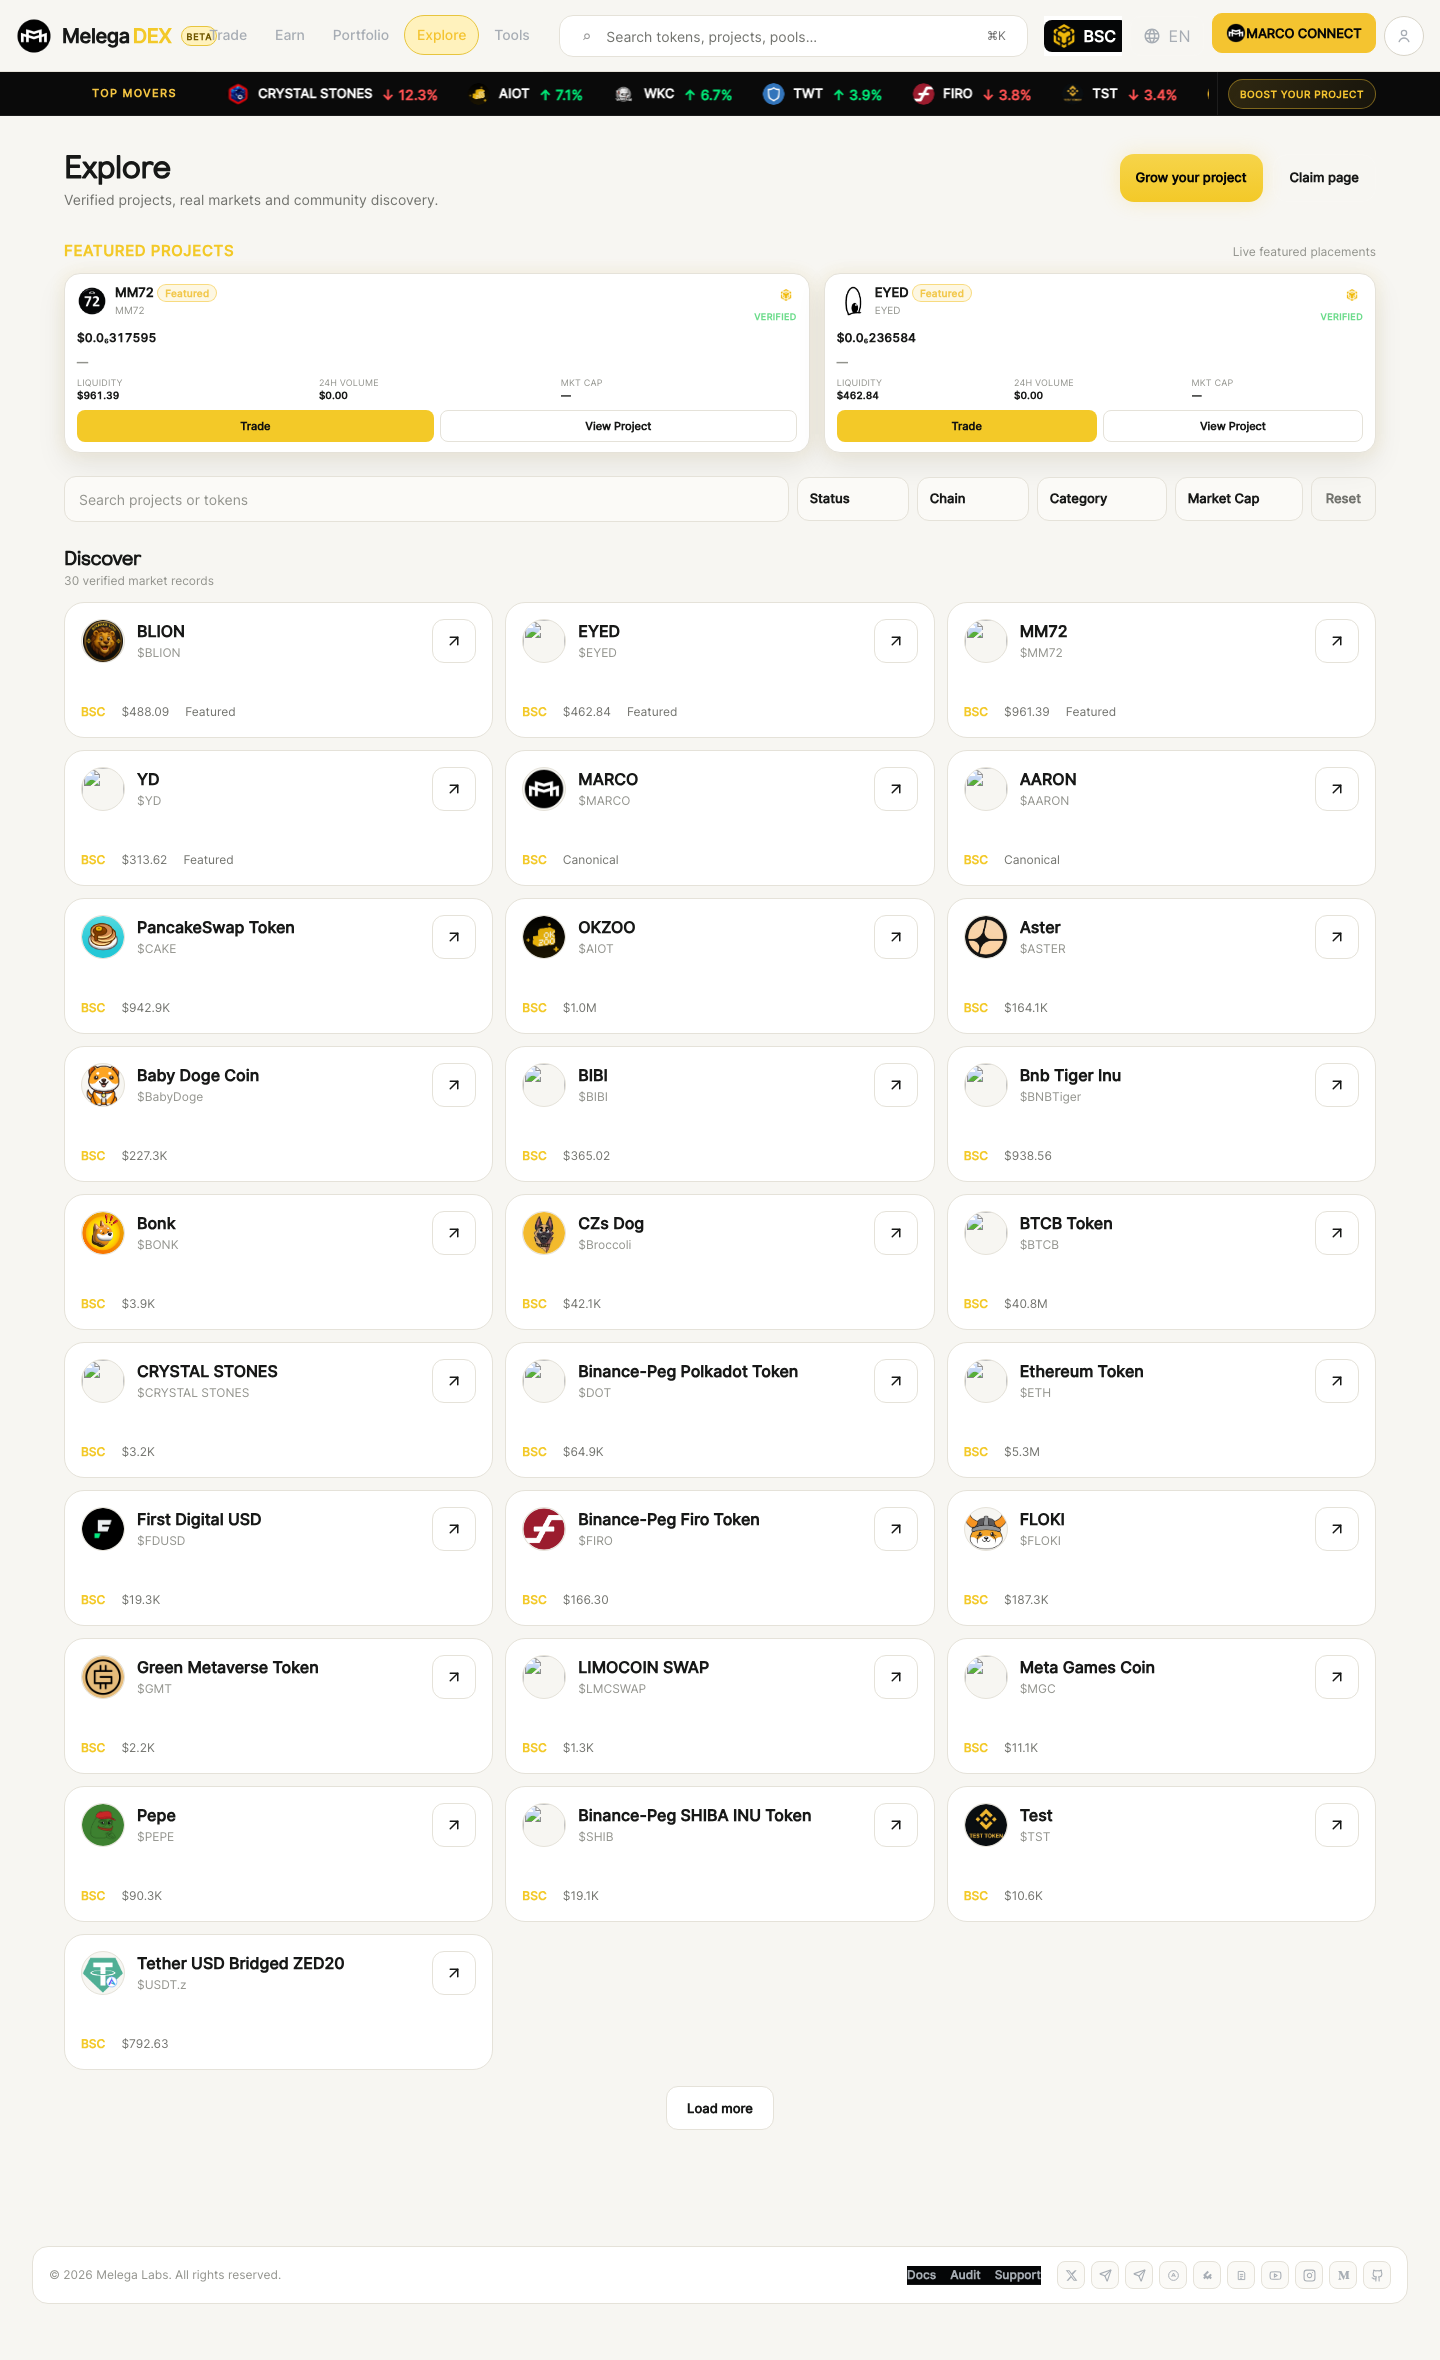 Melega DEX BETA Trade Earn Portfolio Explore Tools Search tokens, projects, pools... ⌘K BSC EN MARCO CONNECT
TOP MOVERS CRYSTAL STONES ↓ 12.3% AIOT ↑ 7.1% WKC ↑ 6.7% TWT ↑ 3.9% FIRO ↓ 3.8% TST ↓ 3.4% BOOST YOUR PROJECT
Explore
Verified projects, real markets and community discovery.
Grow your project Claim page
FEATURED PROJECTS Live featured placements
72 MM72 Featured
MM72
VERIFIED
$0.0₆317595
—
LIQUIDITY 24H VOLUME MKT CAP
$961.39 $0.00 —
Trade View Project
EYED Featured
EYED
VERIFIED
$0.0₆236584
—
LIQUIDITY 24H VOLUME MKT CAP
$462.84 $0.00 —
Trade View Project
Search projects or tokens Status Chain Category Market Cap Reset
Discover
30 verified market records
BLION
$BLION
BSC $488.09 Featured
EYED
$EYED
BSC $462.84 Featured
MM72
$MM72
BSC $961.39 Featured
YD
$YD
BSC $313.62 Featured
MARCO
$MARCO
BSC Canonical
AARON
$AARON
BSC Canonical
PancakeSwap Token
$CAKE
BSC $942.9K
OKZOO
$AIOT
BSC $1.0M
Aster
$ASTER
BSC $164.1K
Baby Doge Coin
$BabyDoge
BSC $227.3K
BIBI
$BIBI
BSC $365.02
Bnb Tiger Inu
$BNBTiger
BSC $938.56
Bonk
$BONK
BSC $3.9K
CZs Dog
$Broccoli
BSC $42.1K
BTCB Token
$BTCB
BSC $40.8M
CRYSTAL STONES
$CRYSTAL STONES
BSC $3.2K
Binance-Peg Polkadot Token
$DOT
BSC $64.9K
Ethereum Token
$ETH
BSC $5.3M
First Digital USD
$FDUSD
BSC $19.3K
Binance-Peg Firo Token
$FIRO
BSC $166.30
FLOKI
$FLOKI
BSC $187.3K
Green Metaverse Token
$GMT
BSC $2.2K
LIMOCOIN SWAP
$LMCSWAP
BSC $1.3K
Meta Games Coin
$MGC
BSC $11.1K
Pepe
$PEPE
BSC $90.3K
Binance-Peg SHIBA INU Token
$SHIB
BSC $19.1K
TEST TOKEN
Test
$TST
BSC $10.6K
Tether USD Bridged ZED20
$USDT.z
BSC $792.63
Load more
© 2026 Melega Labs. All rights reserved. Docs Audit Support